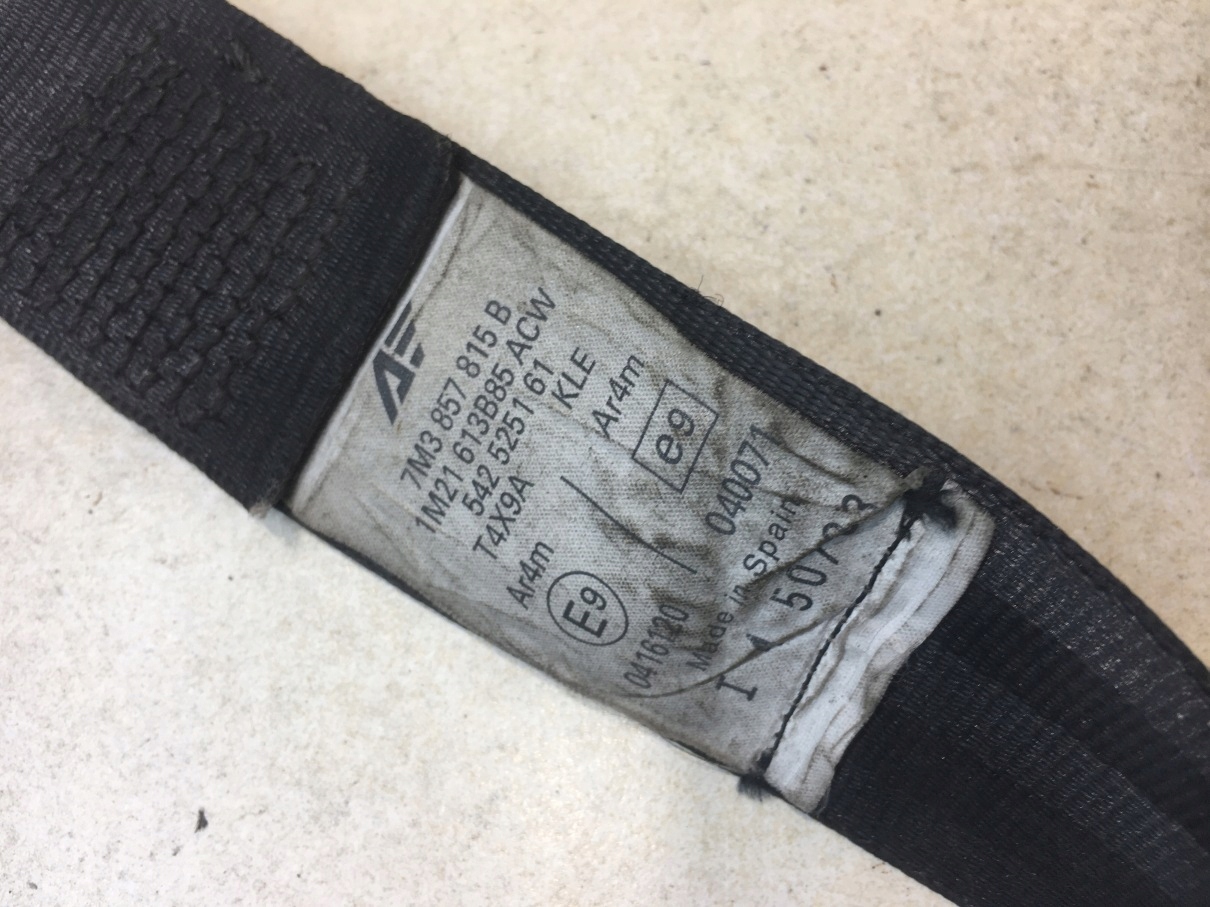 7M3 857 815 B
1M21 613B85 ACW
542 5251 61
T4X9A KLE
Ar4m Ar4m
E9 e9
0416120 040071
Made in Spain
I